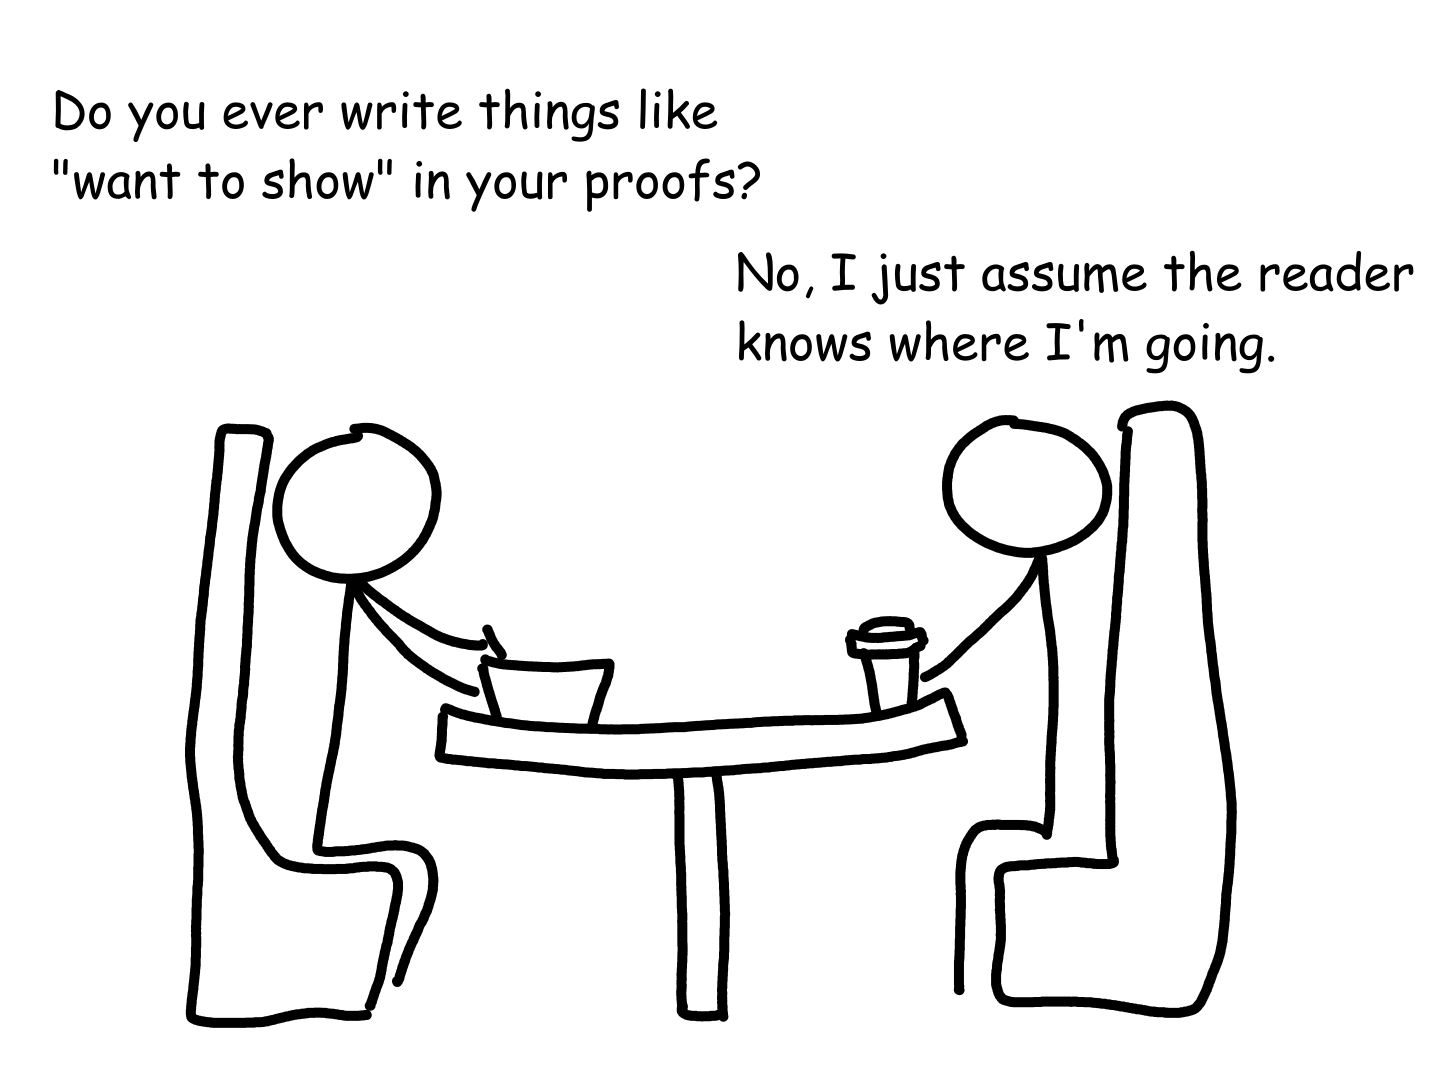 Do you ever write things like
"want to show" in your proofs?
No, I just assume the reader
knows where I'm going.